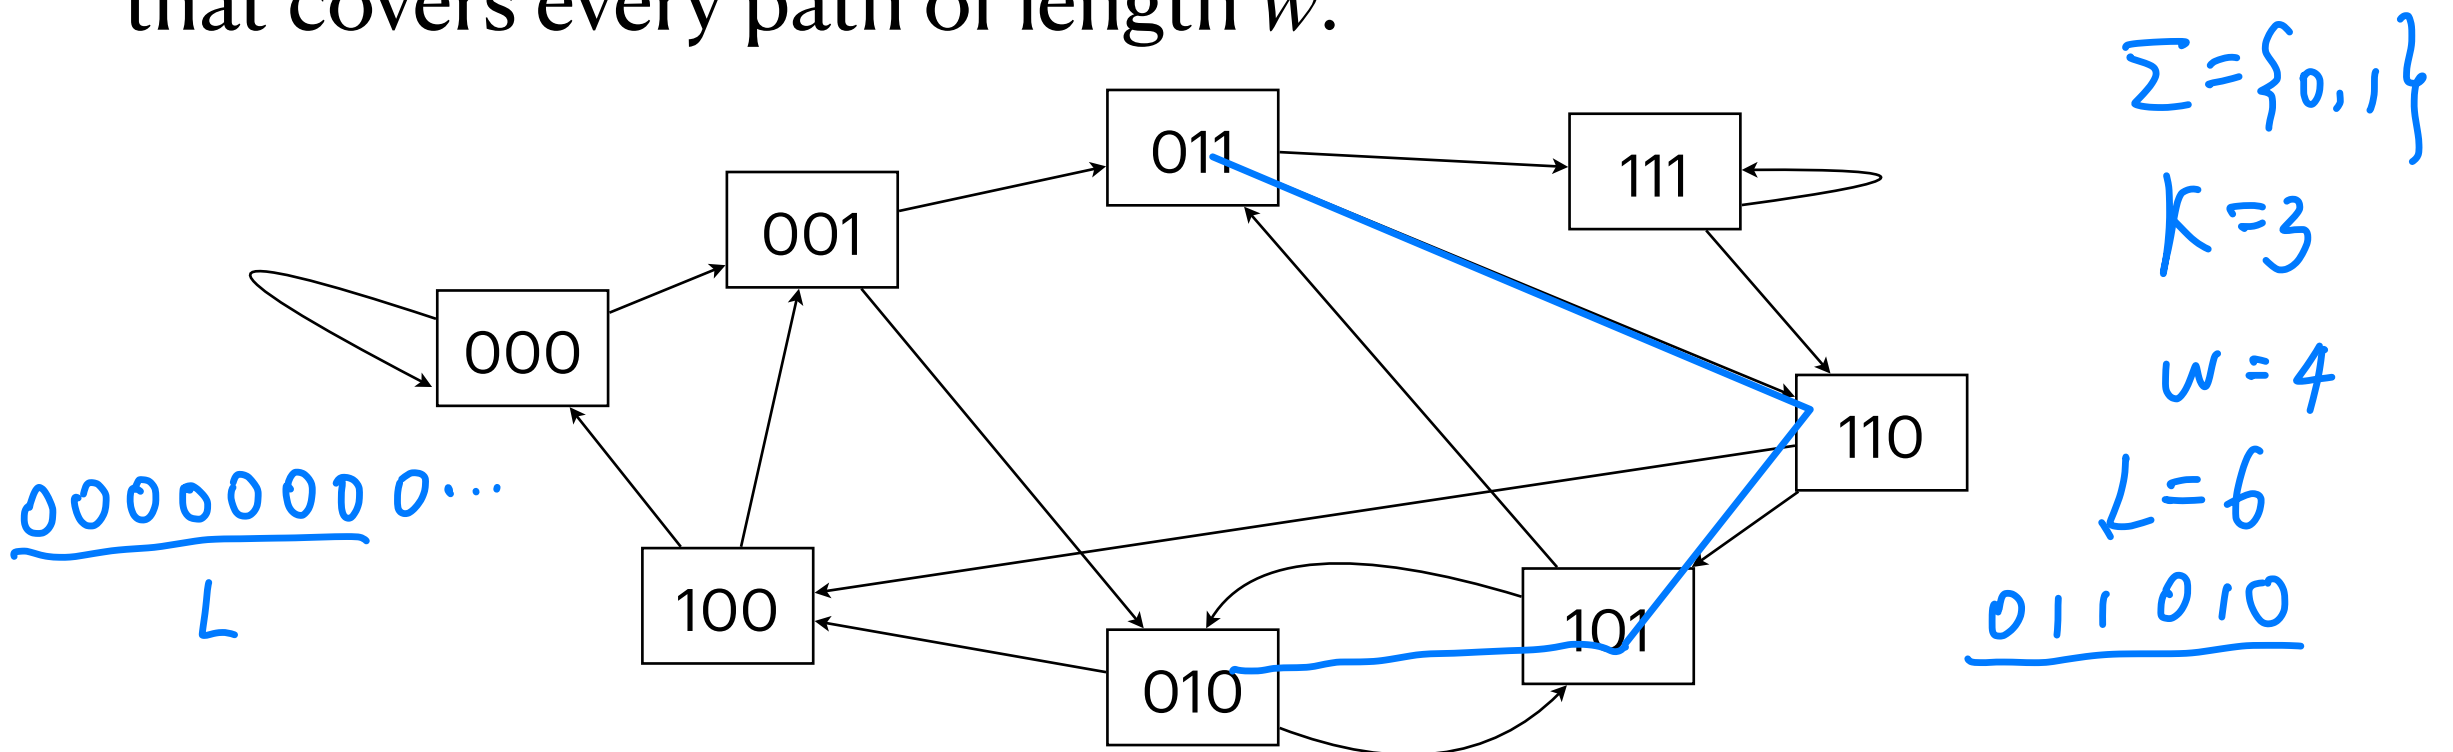 that covers every path of length w.
Σ={0,1}
011
111
001
K=3
000
w=4
110
L=6
00000000...
L
100
101
010
011010